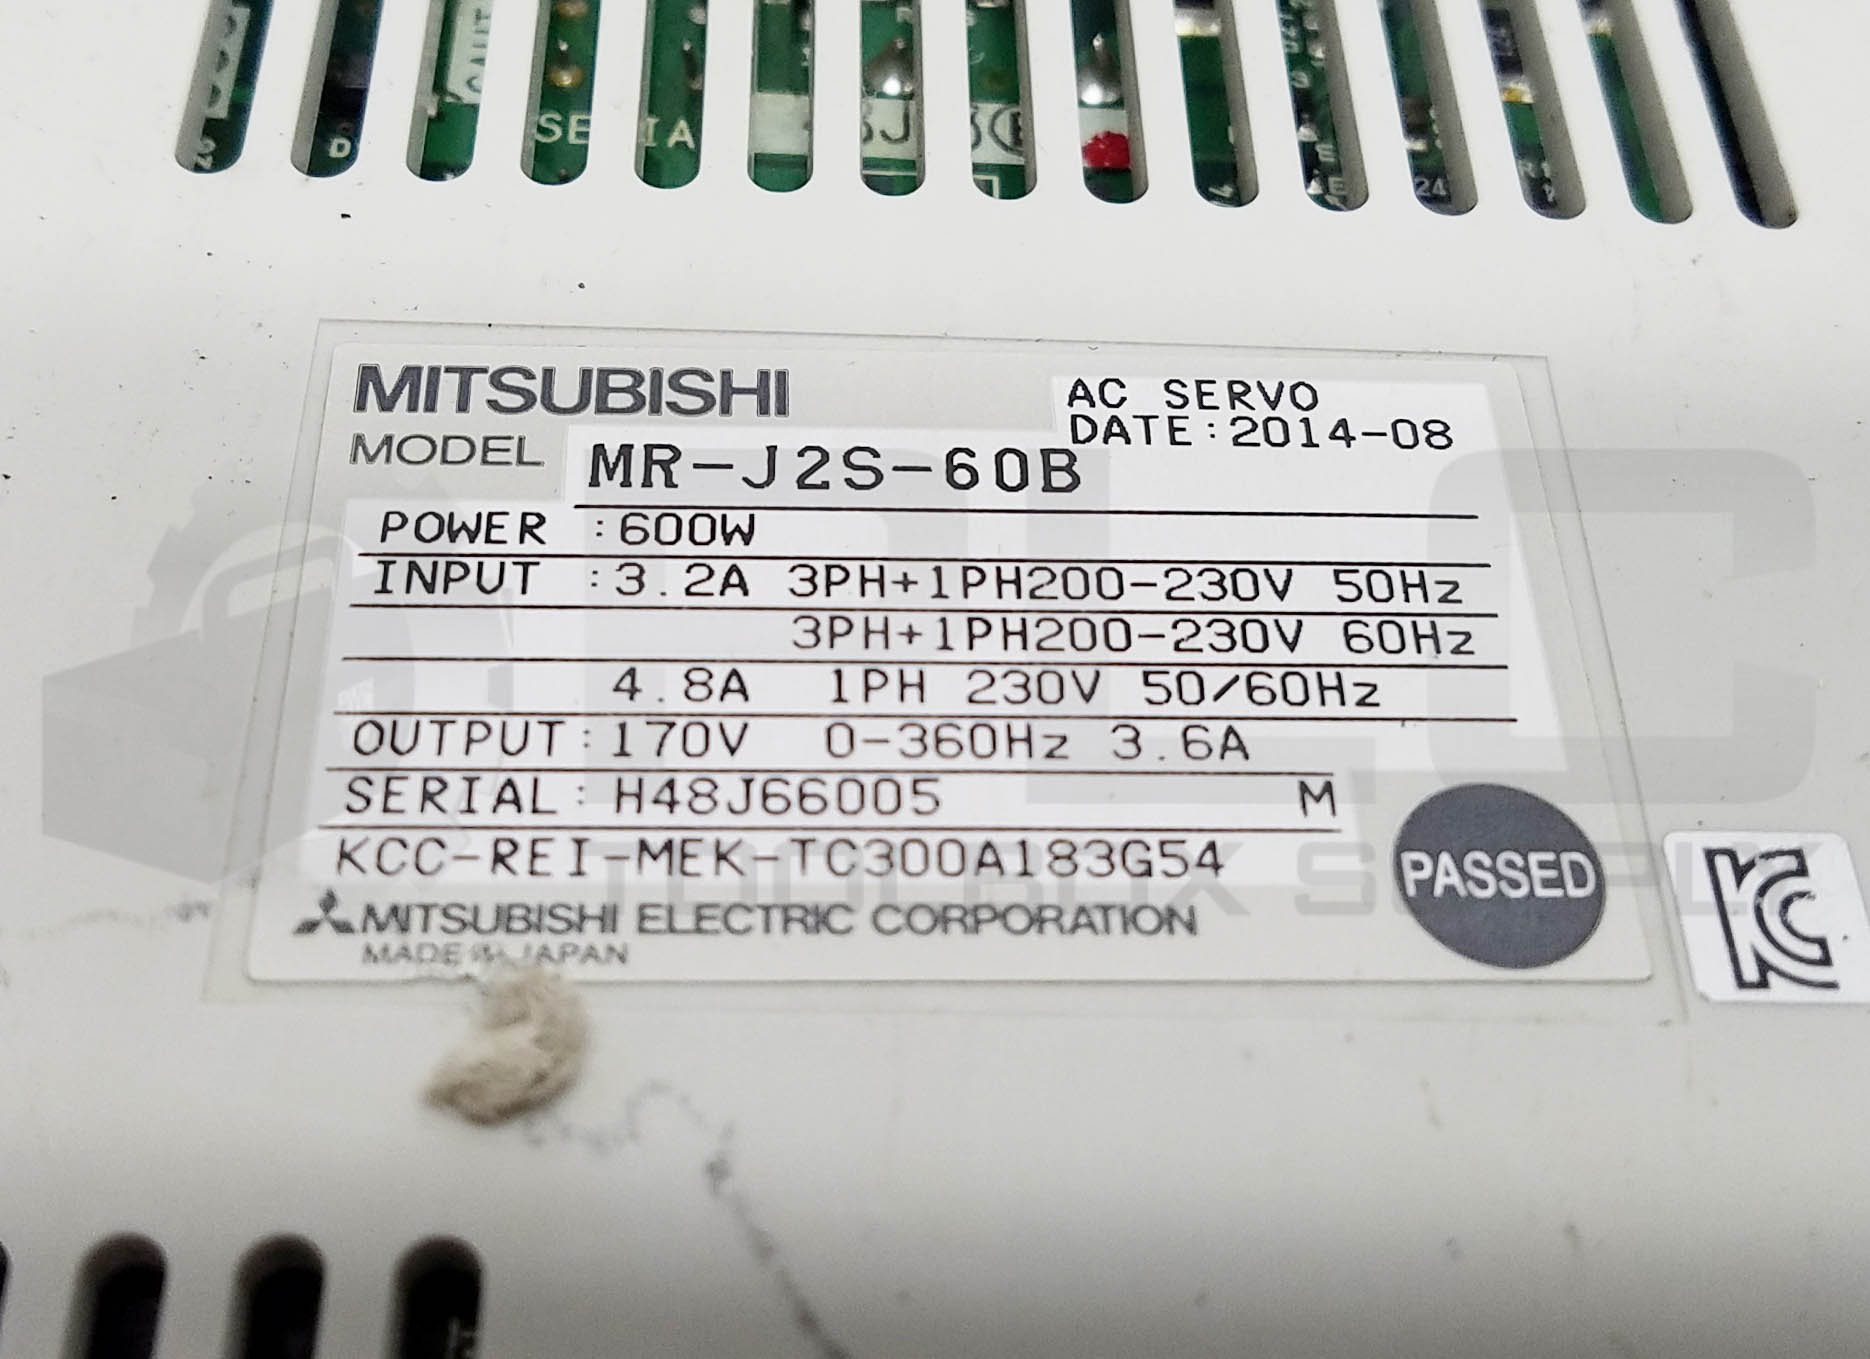 MITSUBISHI
AC SERVO
DATE:2014-08
MODEL MR-J2S-60B
POWER :600W
INPUT :3.2A 3PH+1PH200-230V 50Hz
3PH+1PH200-230V 60Hz
4.8A 1PH 230V 50/60Hz
OUTPUT:170V 0-360Hz 3.6A
SERIAL:H48J66005 M
KCC-REI-MEK-TC300A183G54
PASSED
MITSUBISHI ELECTRIC CORPORATION
MADE IN JAPAN
PLC
TOOLBOX